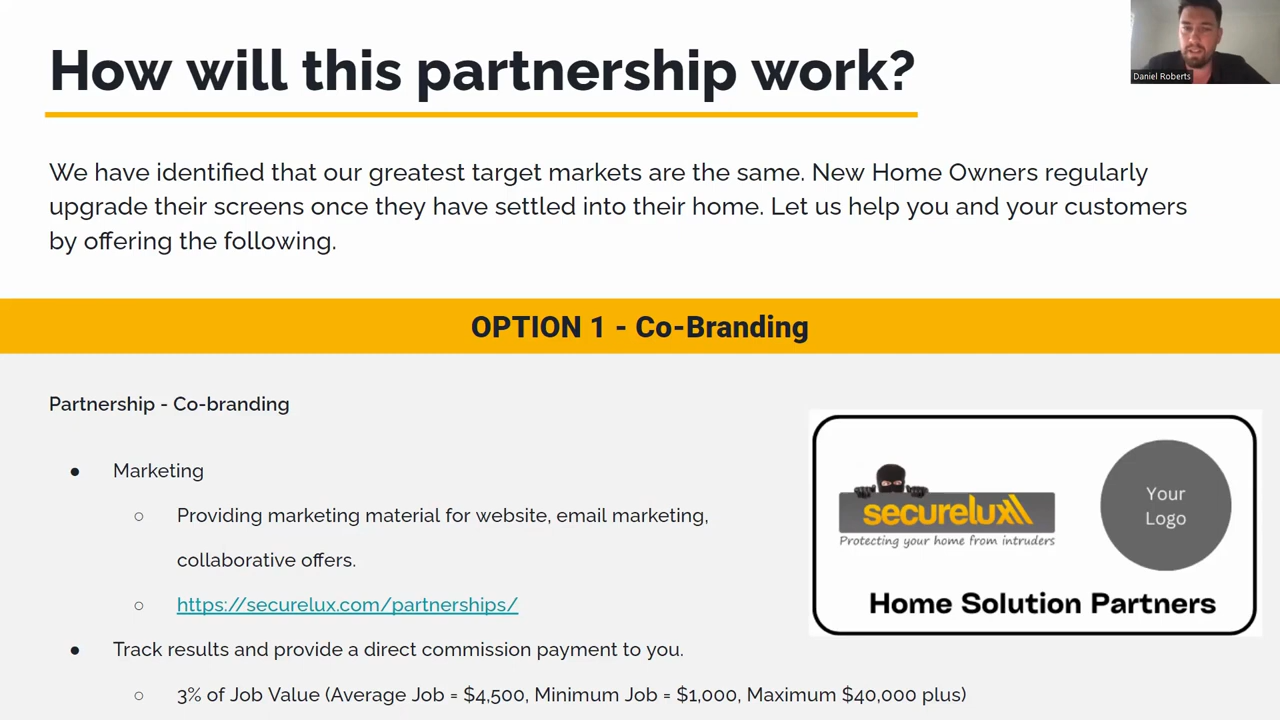 How will this partnership work?
Daniel Roberts
We have identified that our greatest target markets are the same. New Home Owners regularly
upgrade their screens once they have settled into their home. Let us help you and your customers
by offering the following.
OPTION 1 - Co-Branding
Partnership - Co-branding
● Marketing
○ Providing marketing material for website, email marketing,
collaborative offers.
○ https://securelux.com/partnerships/
● Track results and provide a direct commission payment to you.
○ 3% of Job Value (Average Job = $4,500, Minimum Job = $1,000, Maximum $40,000 plus)
securelux
Protecting your home from intruders
Your
Logo
Home Solution Partners